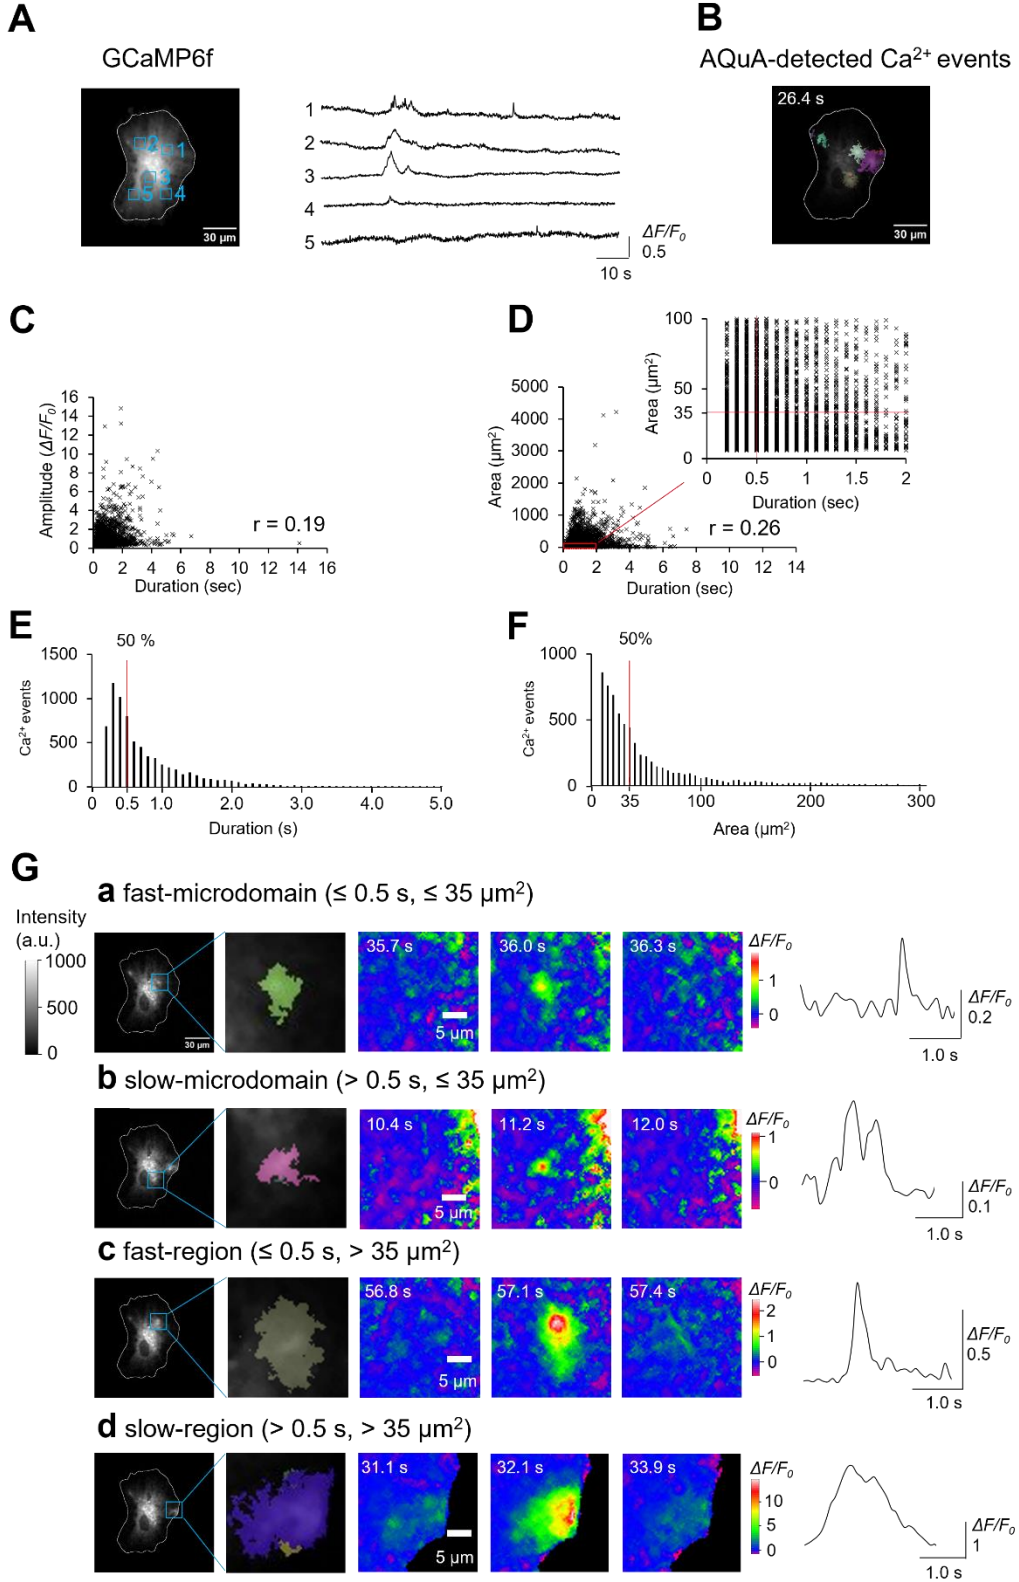 A
GCaMP6f
2
1
3
5
4
30 µm
1
2
3
4
5
ΔF/F₀
0.5
10 s
B
AQuA-detected Ca²⁺ events
26.4 s
30 µm
C
Amplitude (ΔF/F₀)
16
14
12
10
8
6
4
2
0
r = 0.19
0 2 4 6 8 10 12 14 16
Duration (sec)
D
Area (µm²)
5000
4000
3000
2000
1000
0
r = 0.26
0 2 4 6 8 10 12 14
Duration (sec)
Area (µm²)
100
50
35
0
0 0.5 1 1.5 2
Duration (sec)
E
50 %
Ca²⁺ events
1500
1000
500
0
0 0.5 1.0 2.0 3.0 4.0 5.0
Duration (s)
F
50%
Ca²⁺ events
1000
500
0
0 35 100 200 300
Area (µm²)
G
Intensity
(a.u.)
1000
500
0
a fast-microdomain (≤ 0.5 s, ≤ 35 µm²)
30 µm
35.7 s
5 µm
36.0 s
36.3 s
ΔF/F₀
1
0
ΔF/F₀
0.2
1.0 s
b slow-microdomain (> 0.5 s, ≤ 35 µm²)
10.4 s
5 µm
11.2 s
12.0 s
ΔF/F₀
1
0
ΔF/F₀
0.1
1.0 s
c fast-region (≤ 0.5 s, > 35 µm²)
56.8 s
5 µm
57.1 s
57.4 s
ΔF/F₀
2
1
0
ΔF/F₀
0.5
1.0 s
d slow-region (> 0.5 s, > 35 µm²)
31.1 s
5 µm
32.1 s
33.9 s
ΔF/F₀
10
5
0
ΔF/F₀
1
1.0 s